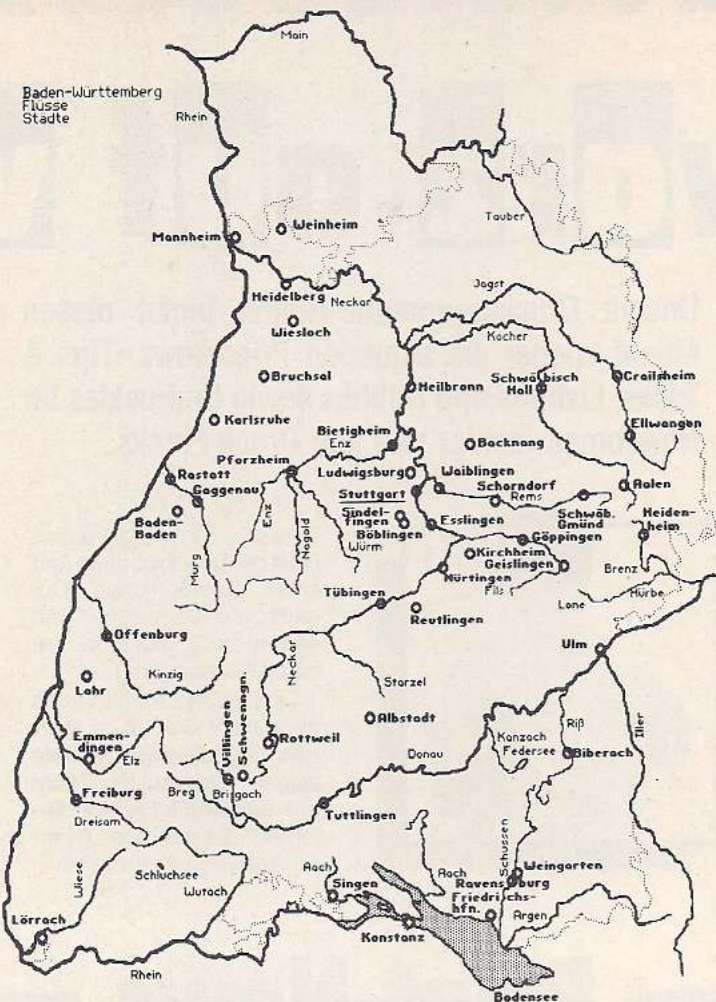 Main
Baden-Württemberg
Flüsse
Städte
Rhein
Tauber
Weinheim
Mannheim
Jagst
Heidelberg
Neckar
Wiesloch
Kocher
Bruchsal
Heilbronn
Schwäbisch
Hall
Crailsheim
Karlsruhe
Bietigheim
Enz
Backnang
Ellwangen
Pforzheim
Rastatt
Ludwigsburg
Waiblingen
Gaggenau
Stuttgart
Schorndorf
Rems
Aalen
Baden-
Baden
Enz
Nagold
Sindel-
fingen
Böblingen
Esslingen
Schwäb.
Gmünd
Heiden-
heim
Murg
Würm
Göppingen
Kirchheim
Geislingen
Brenz
Nürtingen
Fils
Lone
Hürbe
Tübingen
Reutlingen
Offenburg
Ulm
Kinzig
Neckar
Starzel
Lahr
Albstadt
Riß
Iller
Kanzach
Federsee
Emmen-
dingen
Elz
Villingen
Schwenngn.
Rottweil
Donau
Biberach
Breg
Brigach
Freiburg
Tuttlingen
Dreisam
Schussen
Wiese
Schluchsee
Wutach
Aach
Aach
Weingarten
Singen
Ravensburg
Friedrichs-
hfn.
Argen
Lörrach
Konstanz
Rhein
Bodensee